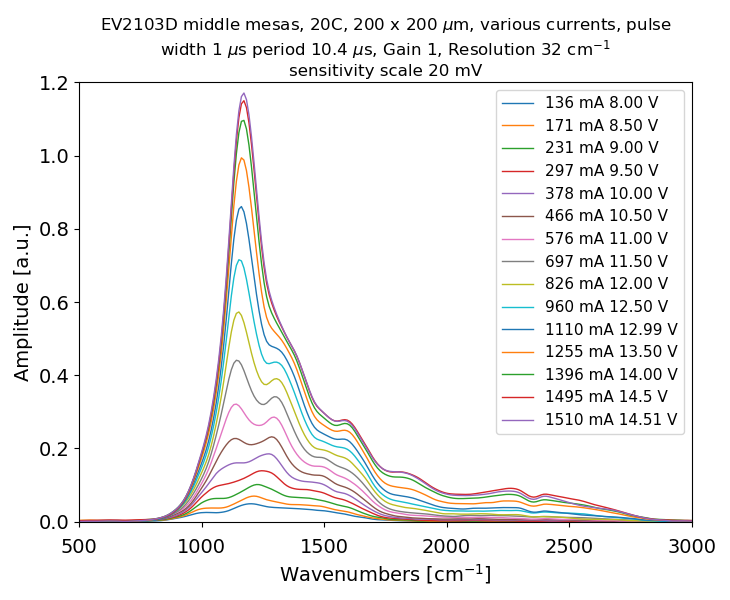 EV2103D middle mesas, 20C, 200 x 200 μm, various currents, pulse
width 1 μs period 10.4 μs, Gain 1, Resolution 32 cm⁻¹
sensitivity scale 20 mV
1.2
1.0
0.8
0.6
0.4
0.2
0.0
Amplitude [a.u.]
136 mA 8.00 V
171 mA 8.50 V
231 mA 9.00 V
297 mA 9.50 V
378 mA 10.00 V
466 mA 10.50 V
576 mA 11.00 V
697 mA 11.50 V
826 mA 12.00 V
960 mA 12.50 V
1110 mA 12.99 V
1255 mA 13.50 V
1396 mA 14.00 V
1495 mA 14.5 V
1510 mA 14.51 V
500 1000 1500 2000 2500 3000
Wavenumbers [cm⁻¹]